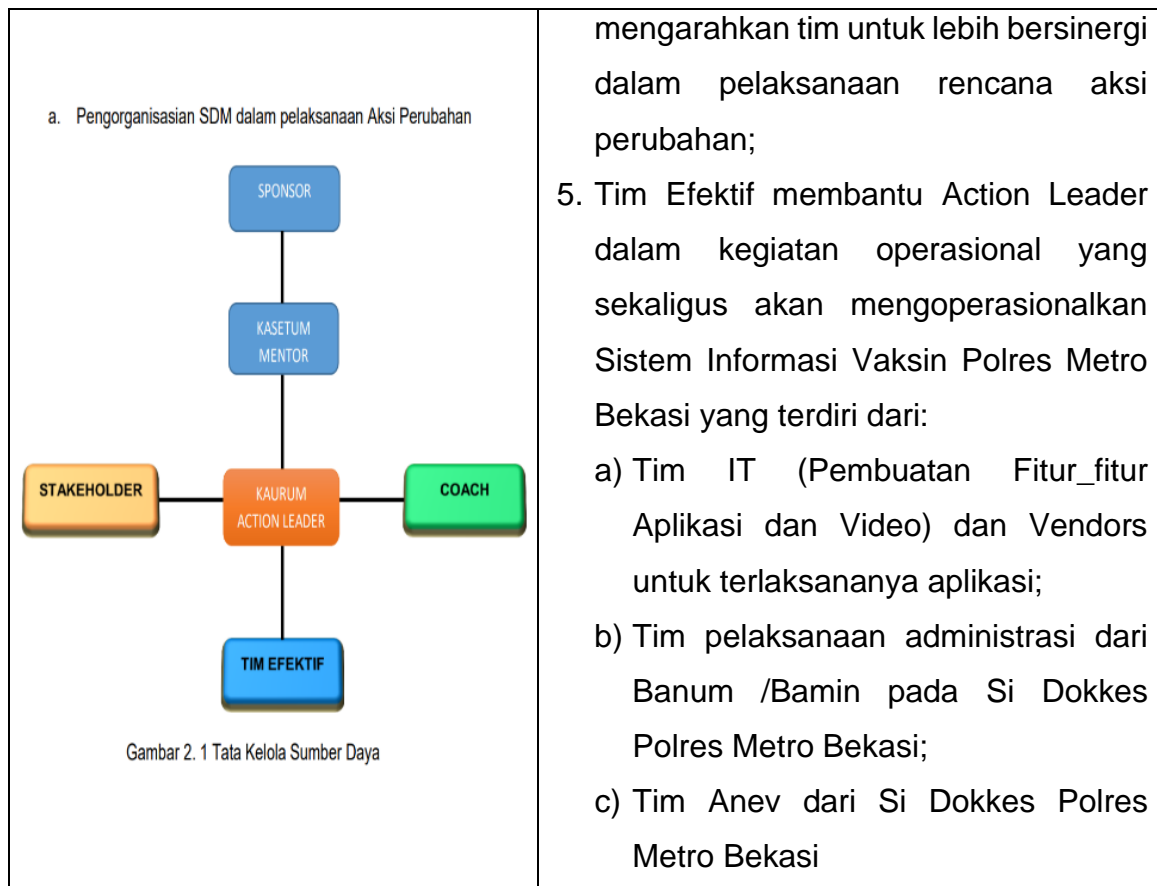 a. Pengorganisasian SDM dalam pelaksanaan Aksi Perubahan
SPONSOR
KASETUM
MENTOR
STAKEHOLDER
KAURUM
ACTION LEADER
COACH
TIM EFEKTIF
Gambar 2. 1 Tata Kelola Sumber Daya
mengarahkan tim untuk lebih bersinergi
dalam pelaksanaan rencana aksi
perubahan;
5. Tim Efektif membantu Action Leader
dalam kegiatan operasional yang
sekaligus akan mengoperasionalkan
Sistem Informasi Vaksin Polres Metro
Bekasi yang terdiri dari:
a) Tim IT (Pembuatan Fitur_fitur
Aplikasi dan Video) dan Vendors
untuk terlaksananya aplikasi;
b) Tim pelaksanaan administrasi dari
Banum /Bamin pada Si Dokkes
Polres Metro Bekasi;
c) Tim Anev dari Si Dokkes Polres
Metro Bekasi